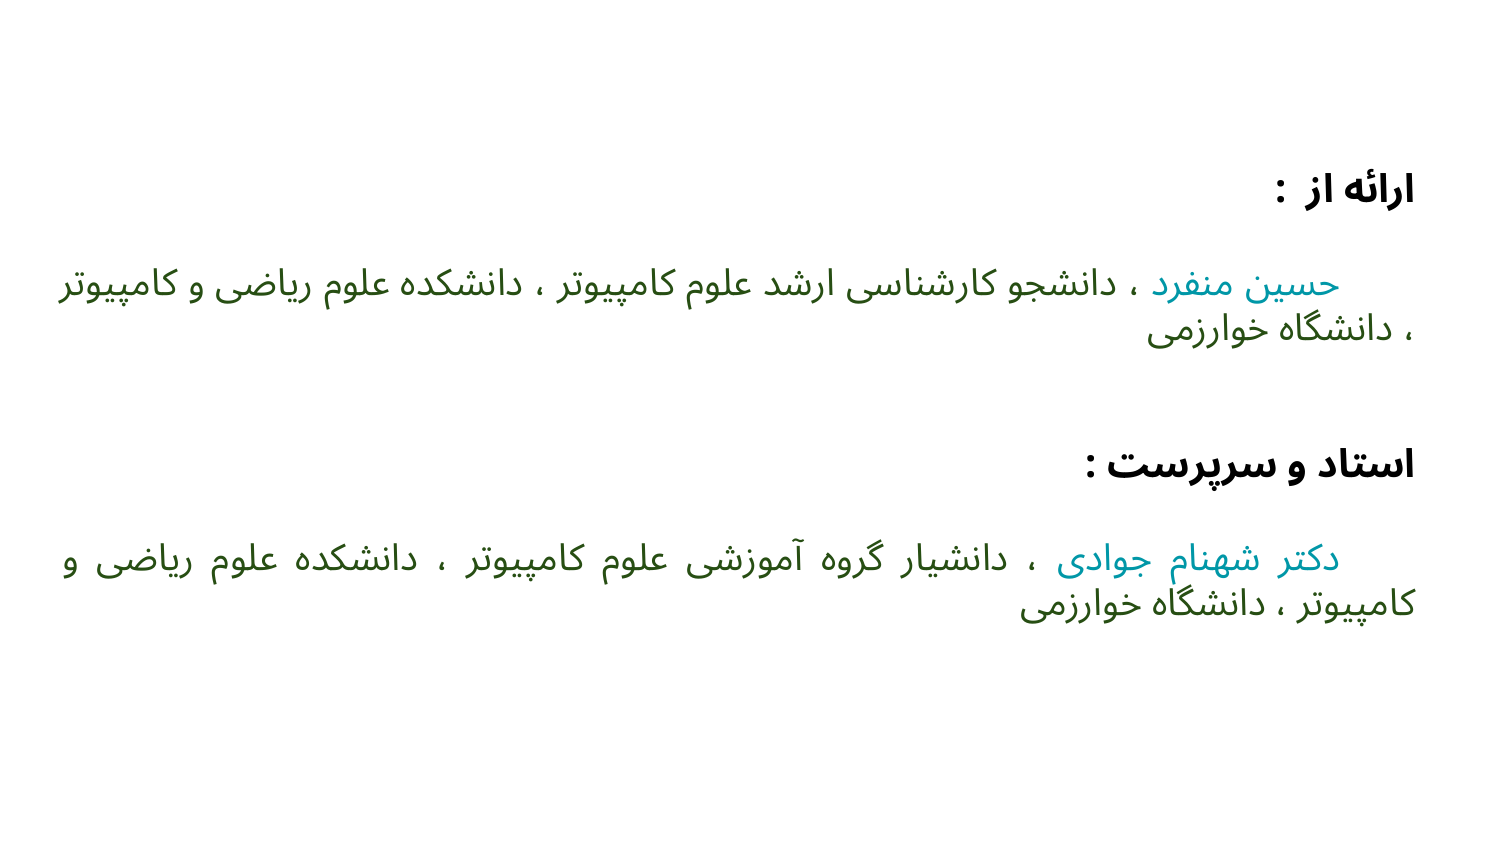 ارائه از :
حسین منفرد ، دانشجو کارشناسی ارشد علوم کامپیوتر ، دانشکده علوم ریاضی و کامپیوتر
، دانشگاه خوارزمی
استاد و سرپرست :
دکتر شهنام جوادی ، دانشیار گروه آموزشی علوم کامپیوتر ، دانشکده علوم ریاضی و
کامپیوتر ، دانشگاه خوارزمی